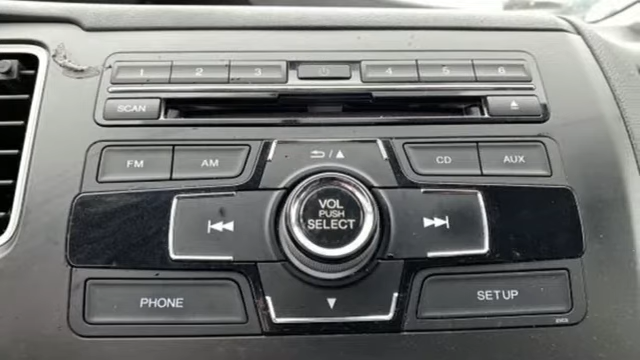 1 2 3 4 5 6
SCAN
FM AM CD AUX
VOL
PUSH
SELECT
PHONE SETUP